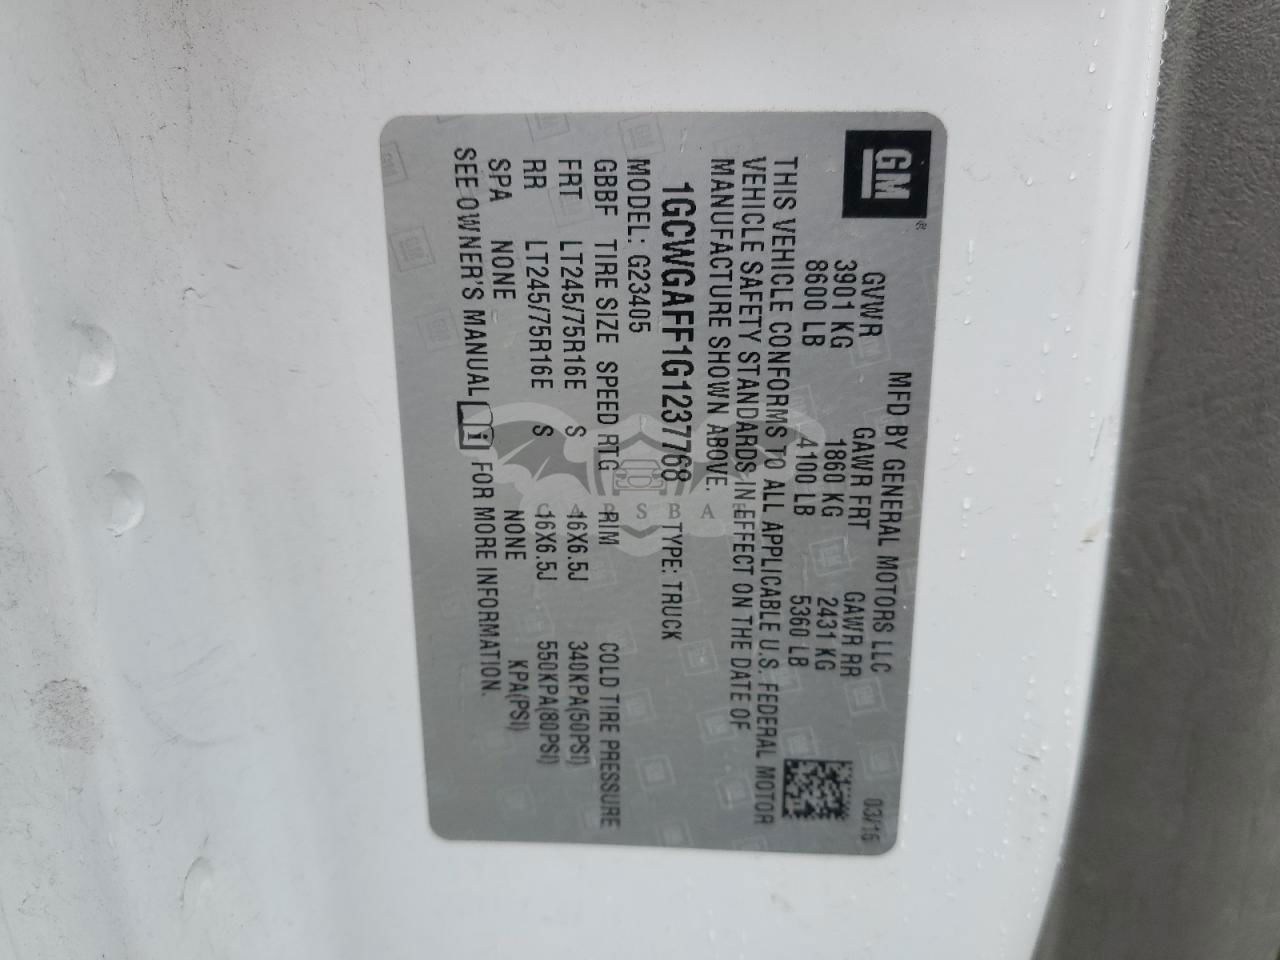 GM ®
MFD BY GENERAL MOTORS LLC 03/16
GVWR GAWR FRT GAWR RR
3901 KG 1860 KG 2431 KG
8600 LB 4100 LB 5360 LB
THIS VEHICLE CONFORMS TO ALL APPLICABLE U.S. FEDERAL MOTOR
VEHICLE SAFETY STANDARDS IN EFFECT ON THE DATE OF
MANUFACTURE SHOWN ABOVE.
1GCWGAFF1G1237768 TYPE: TRUCK
MODEL: G23405
GBBF TIRE SIZE SPEED RTG RIM COLD TIRE PRESSURE
FRT LT245/75R16E S 16X6.5J 340KPA(50PSI)
RR LT245/75R16E S 16X6.5J 550KPA(80PSI)
SPA NONE NONE KPA(PSI)
SEE OWNER'S MANUAL FOR MORE INFORMATION.